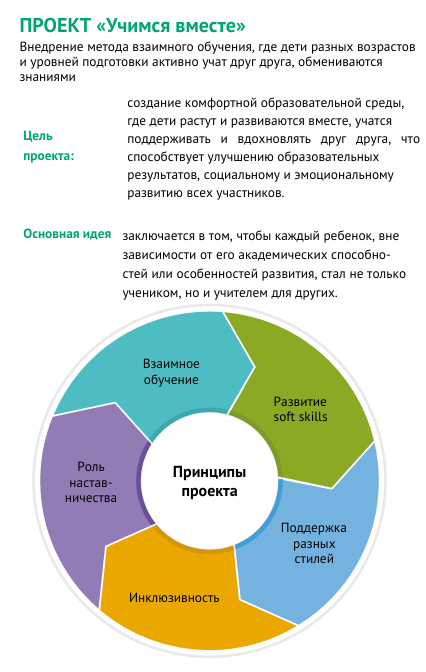 ПРОЕКТ «Учимся вместе»
Внедрение метода взаимного обучения, где дети разных возрастов
и уровней подготовки активно учат друг друга, обмениваются
знаниями
Цель
проекта:
создание комфортной образовательной среды,
где дети растут и развиваются вместе, учатся
поддерживать и вдохновлять друг друга, что
способствует улучшению образовательных
результатов, социальному и эмоциональному
развитию всех участников.
Основная идея
заключается в том, чтобы каждый ребенок, вне
зависимости от его академических способно-
стей или особенностей развития, стал не только
учеником, но и учителем для других.
Взаимное
обучение
Развитие
soft skills
Роль
настав-
ничества
Принципы
проекта
Поддержка
разных
стилей
Инклюзивность